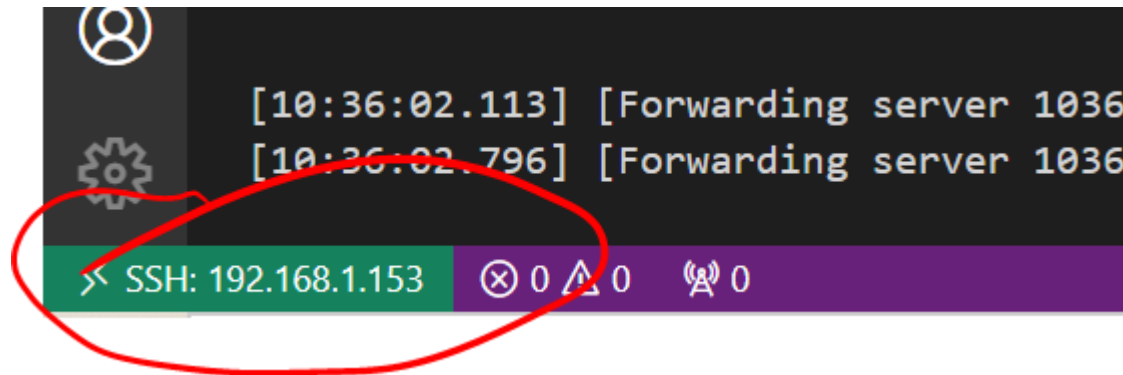 [10:36:02.113] [Forwarding server 1036
[10:36:02.796] [Forwarding server 1036
SSH: 192.168.1.153 0 0 0